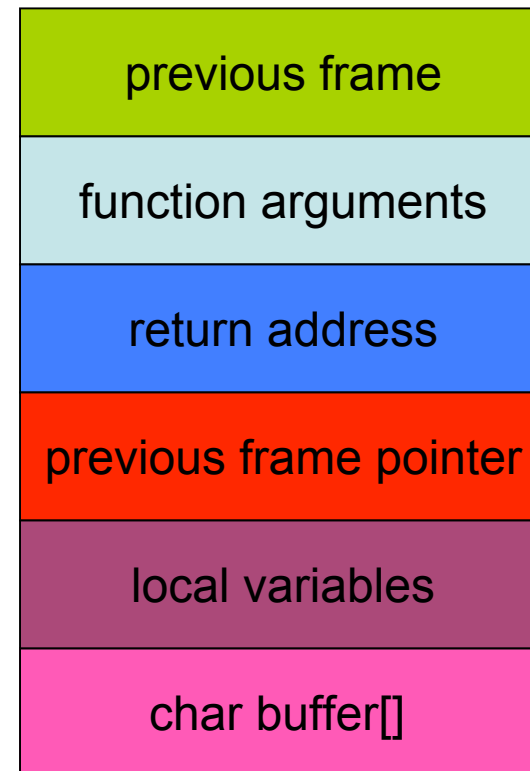 previous frame
function arguments
return address
previous frame pointer
local variables
char buffer[]